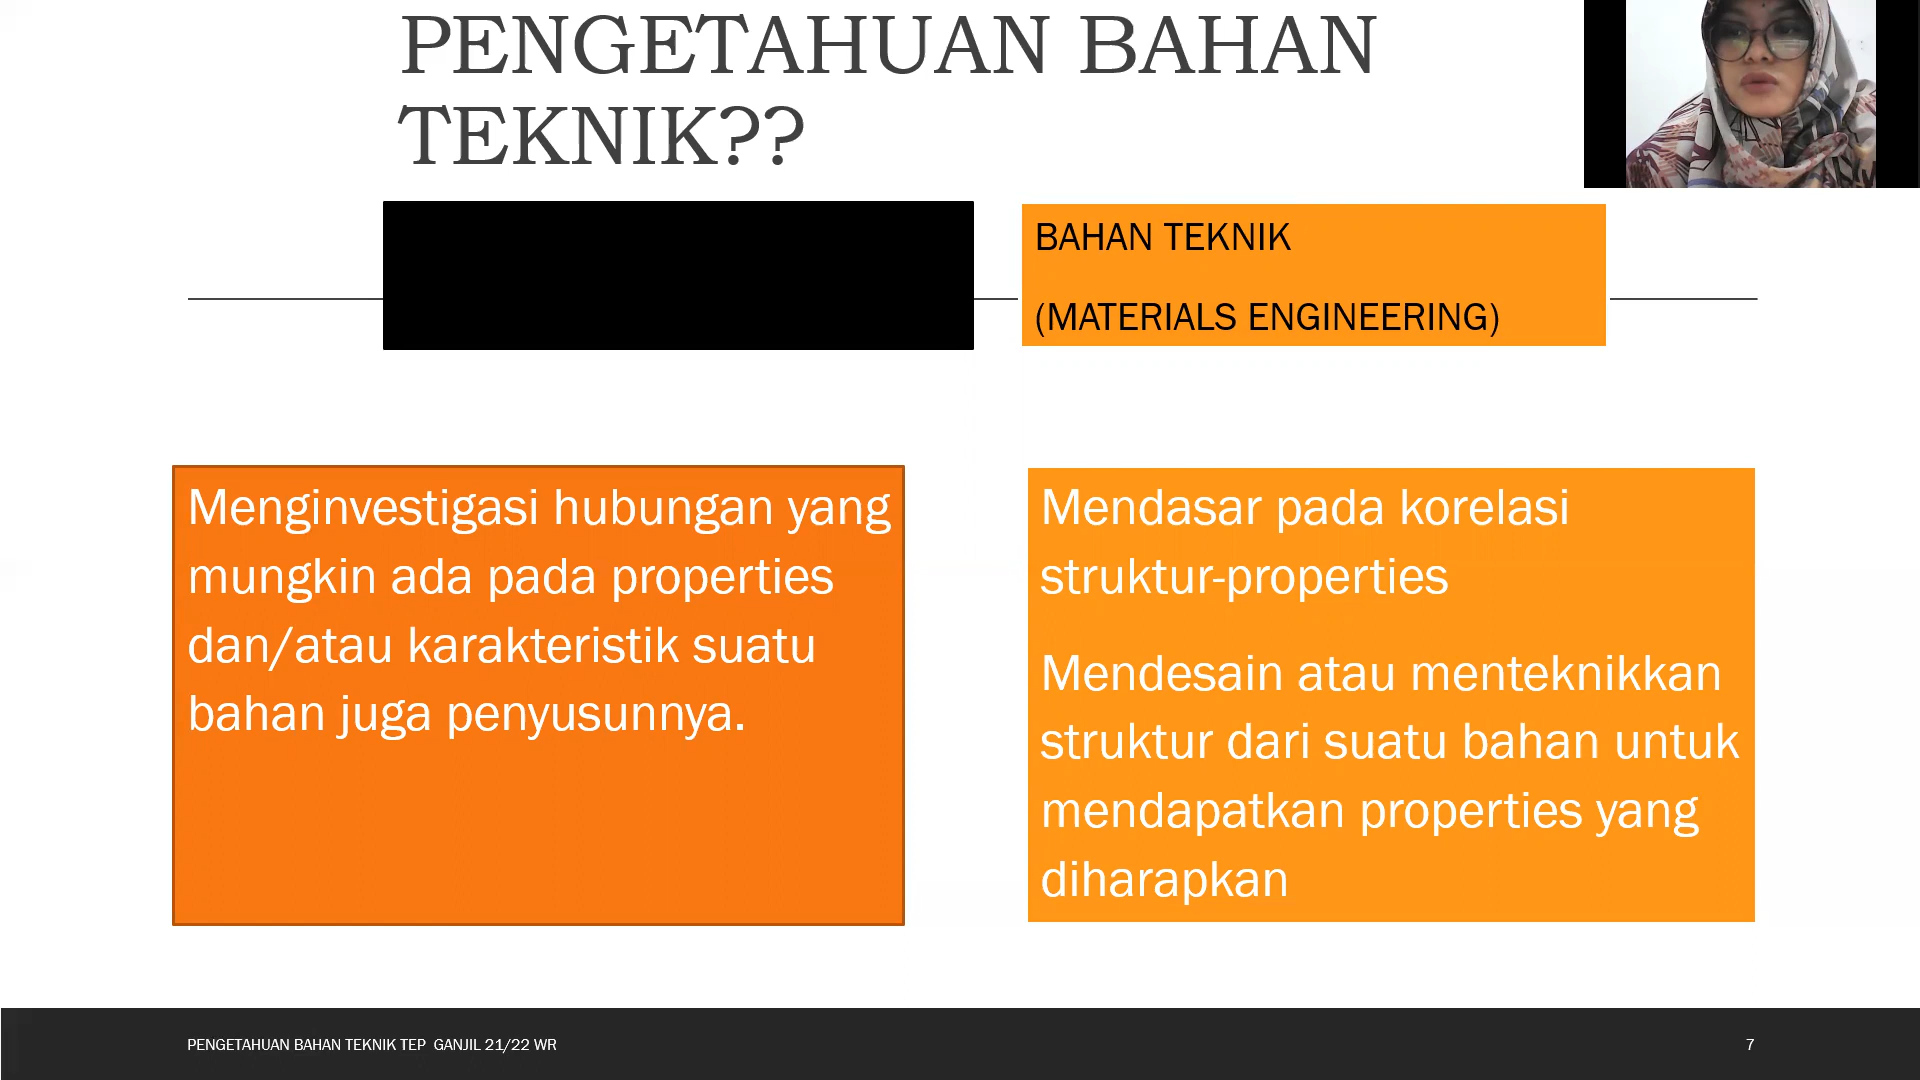 PENGETAHUAN BAHAN
TEKNIK??
BAHAN TEKNIK
(MATERIALS ENGINEERING)
Menginvestigasi hubungan yang
mungkin ada pada properties
dan/atau karakteristik suatu
bahan juga penyusunnya.
Mendasar pada korelasi
struktur-properties
Mendesain atau menteknikkan
struktur dari suatu bahan untuk
mendapatkan properties yang
diharapkan
PENGETAHUAN BAHAN TEKNIK TEP GANJIL 21/22 WR
7